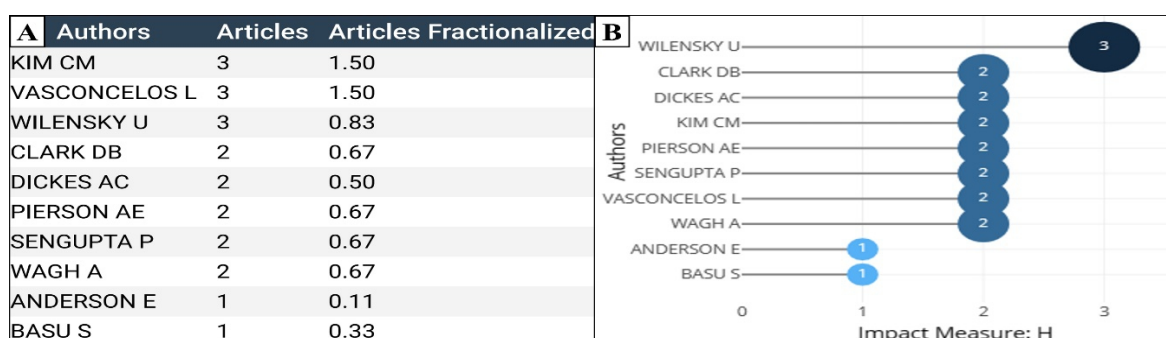 A Authors Articles Articles Fractionalized
KIM CM 3 1.50
VASCONCELOS L 3 1.50
WILENSKY U 3 0.83
CLARK DB 2 0.67
DICKES AC 2 0.50
PIERSON AE 2 0.67
SENGUPTA P 2 0.67
WAGH A 2 0.67
ANDERSON E 1 0.11
BASU S 1 0.33
B
Authors
WILENSKY U 3
CLARK DB 2
DICKES AC 2
KIM CM 2
PIERSON AE 2
SENGUPTA P 2
VASCONCELOS L 2
WAGH A 2
ANDERSON E 1
BASU S 1
0 1 2 3
Impact Measure: H